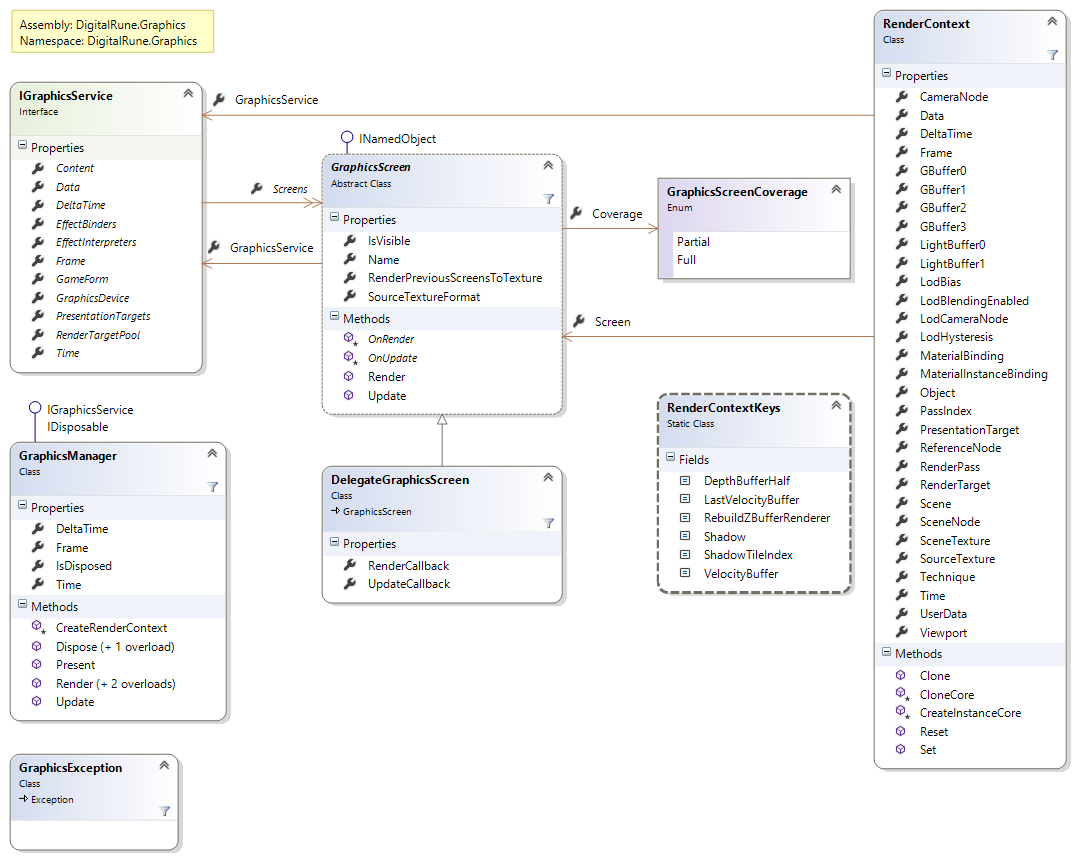 Assembly: DigitalRune.Graphics
Namespace: DigitalRune.Graphics
IGraphicsService
Interface
Properties
Content
Data
DeltaTime
EffectBinders
EffectInterpreters
Frame
GameForm
GraphicsDevice
PresentationTargets
RenderTargetPool
Time
GraphicsService
Screens
GraphicsService
INamedObject
GraphicsScreen
Abstract Class
Properties
IsVisible
Name
RenderPreviousScreensToTexture
SourceTextureFormat
Methods
OnRender
OnUpdate
Render
Update
Coverage
GraphicsScreenCoverage
Enum
Partial
Full
Screen
IGraphicsService
IDisposable
GraphicsManager
Class
Properties
DeltaTime
Frame
IsDisposed
Time
Methods
CreateRenderContext
Dispose (+ 1 overload)
Present
Render (+ 2 overloads)
Update
DelegateGraphicsScreen
Class
GraphicsScreen
Properties
RenderCallback
UpdateCallback
RenderContextKeys
Static Class
Fields
DepthBufferHalf
LastVelocityBuffer
RebuildZBufferRenderer
Shadow
ShadowTileIndex
VelocityBuffer
GraphicsException
Class
Exception
RenderContext
Class
Properties
CameraNode
Data
DeltaTime
Frame
GBuffer0
GBuffer1
GBuffer2
GBuffer3
LightBuffer0
LightBuffer1
LodBias
LodBlendingEnabled
LodCameraNode
LodHysteresis
MaterialBinding
MaterialInstanceBinding
Object
PassIndex
PresentationTarget
ReferenceNode
RenderPass
RenderTarget
Scene
SceneNode
SceneTexture
SourceTexture
Technique
Time
UserData
Viewport
Methods
Clone
CloneCore
CreateInstanceCore
Reset
Set